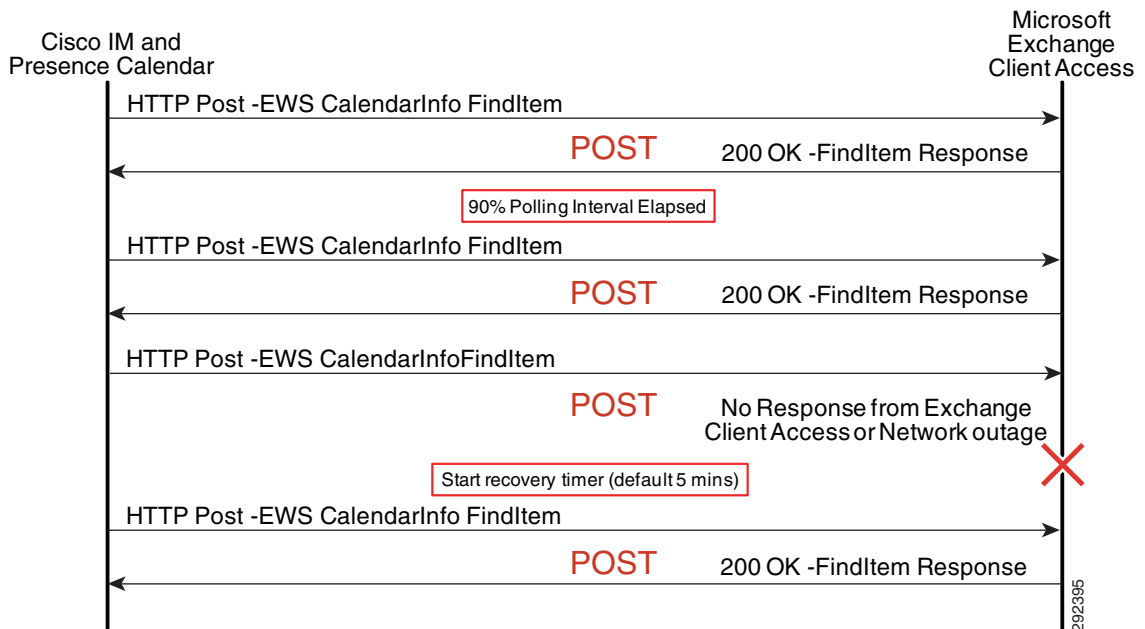 Cisco IM and
Presence Calendar
Microsoft
Exchange
Client Access
HTTP Post -EWS CalendarInfo FindItem
POST 200 OK -FindItem Response
90% Polling Interval Elapsed
HTTP Post -EWS CalendarInfo FindItem
POST 200 OK -FindItem Response
HTTP Post -EWS CalendarInfoFindItem
POST No Response from Exchange
Client Access or Network outage
Start recovery timer (default 5 mins)
HTTP Post -EWS CalendarInfo FindItem
POST 200 OK -FindItem Response
292395